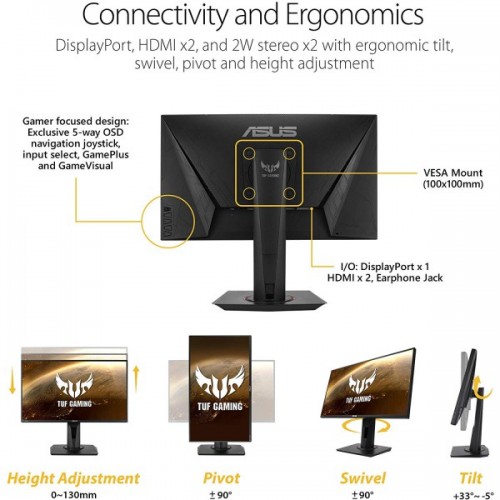 Connectivity and Ergonomics
DisplayPort, HDMI x2, and 2W stereo x2 with ergonomic tilt,
swivel, pivot and height adjustment
Gamer focused design:
Exclusive 5-way OSD
navigation joystick,
input select, GamePlus
and GameVisual
ASUS
TUF GAMING
VESA Mount
(100x100mm)
I/O: DisplayPort x 1
HDMI x 2, Earphone Jack
TUF GAMING
TUF GAMING
TUF GAMING
Height Adjustment
0~130mm
Pivot
± 90°
Swivel
±90°
Tilt
+33°~ -5°